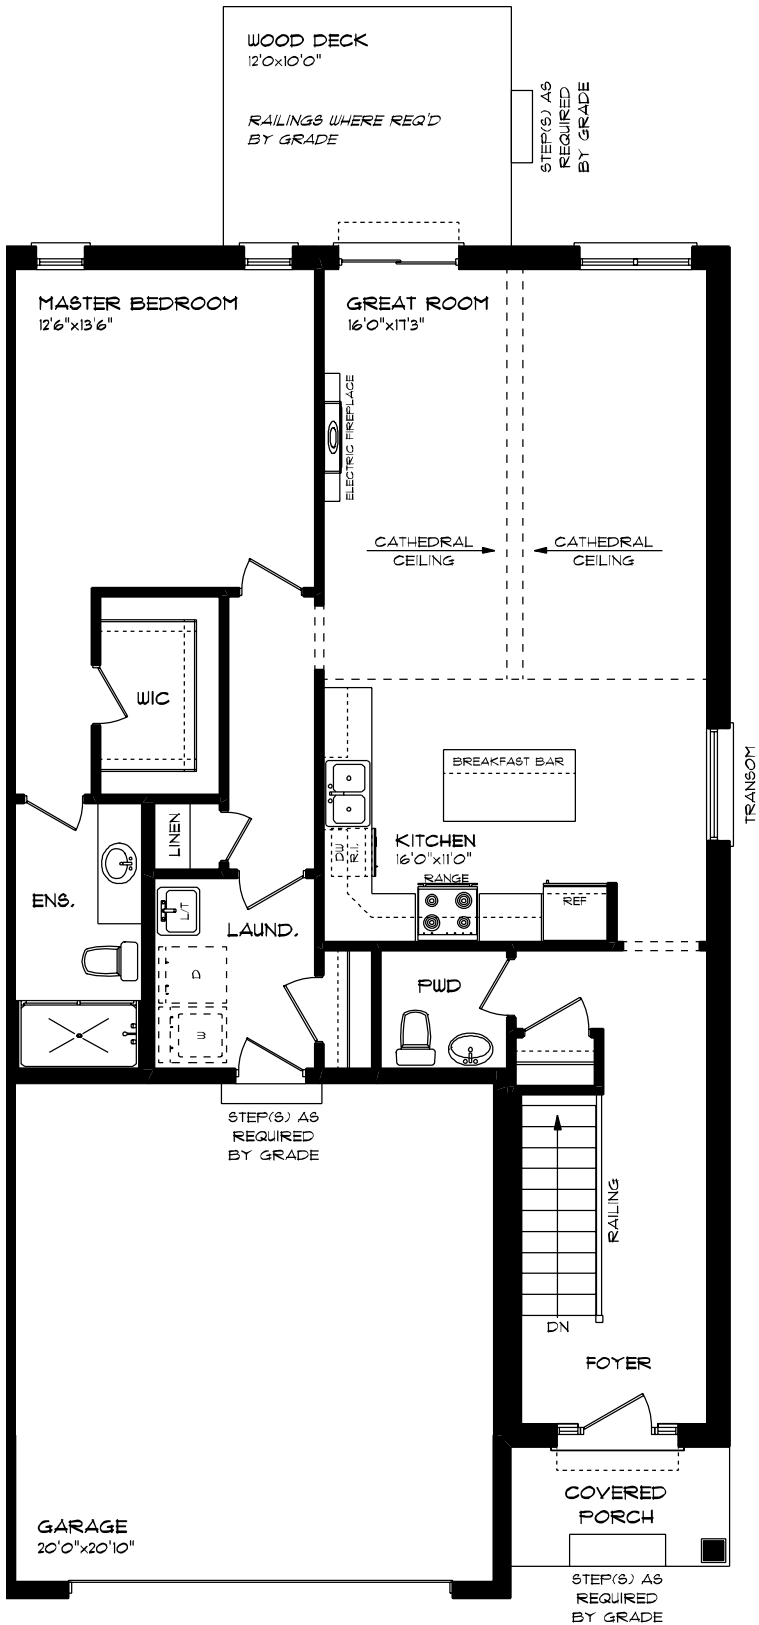 WOOD DECK
12'0x10'0"
RAILINGS WHERE REQ'D
BY GRADE
STEP(S) AS
REQUIRED
BY GRADE
MASTER BEDROOM
12'6"x13'6"
GREAT ROOM
16'0"x17'3"
ELECTRIC FIREPLACE
CATHEDRAL
CEILING
CATHEDRAL
CEILING
WIC
BREAKFAST BAR
TRANSOM
LINEN
KITCHEN
16'0"x11'0"
DW
R.I.
RANGE
REF
ENS.
L/T
LAUND.
D
W
PWD
STEP(S) AS
REQUIRED
BY GRADE
RAILING
DN
FOYER
COVERED
PORCH
GARAGE
20'0"x20'10"
STEP(S) AS
REQUIRED
BY GRADE